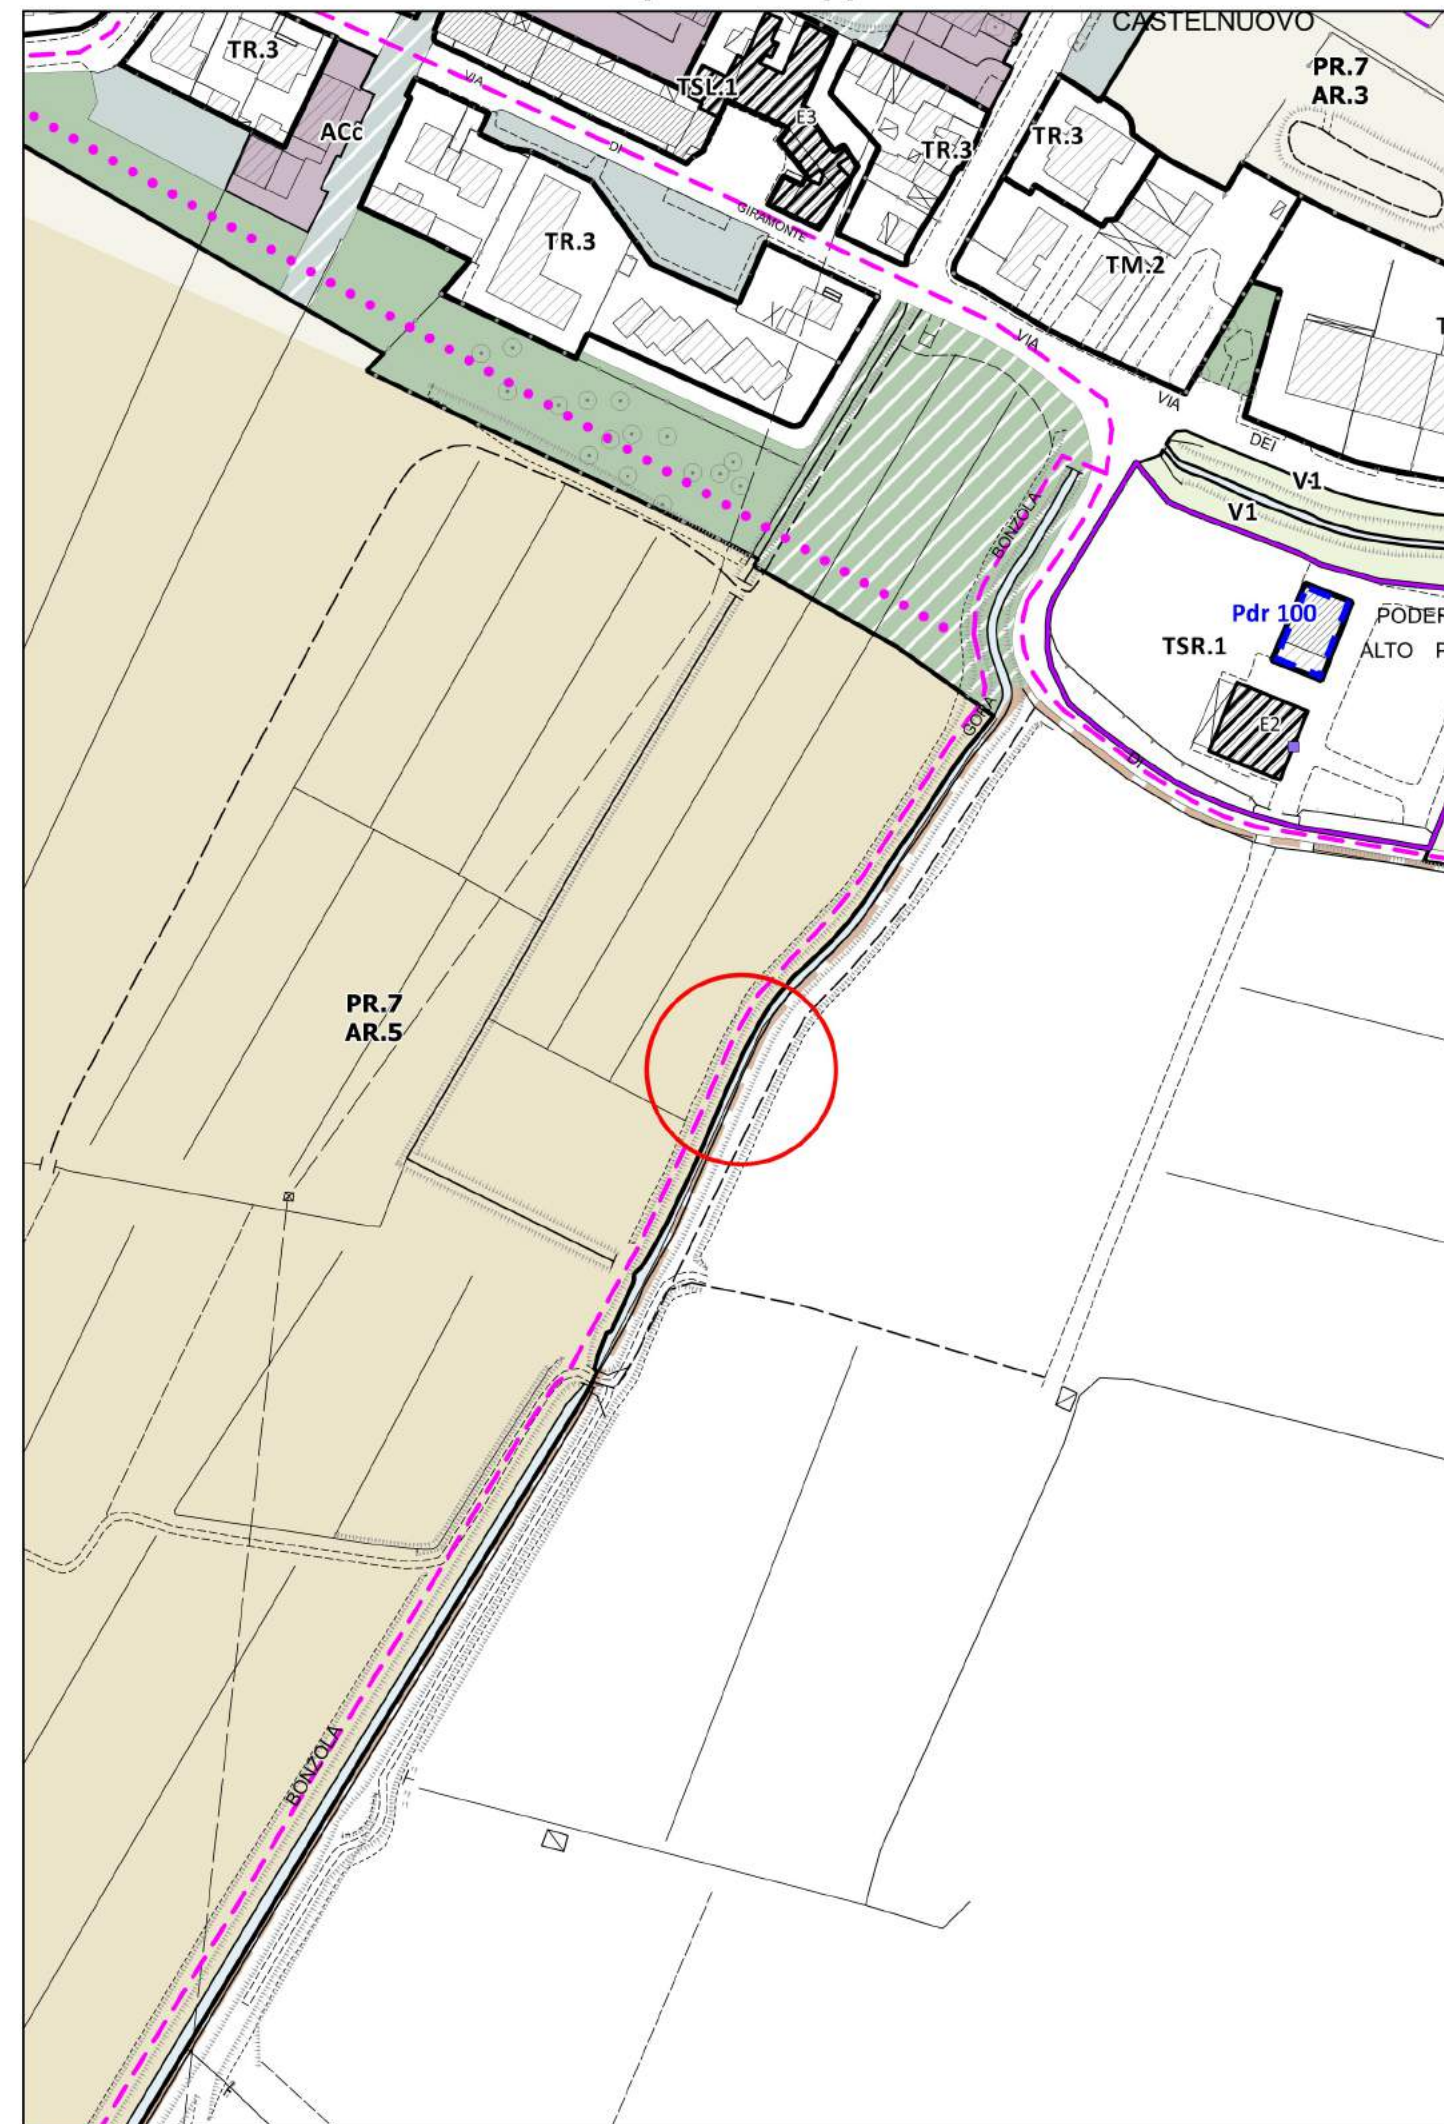 CASTELNUOVO
TR.3
PR.7
AR.3
VIA
TSL.1
ACc
E3
DI
TR.3
TR.3
GIRAMONTE
TR.3
TM.2
VIA
VIA
DEI
V1
V1
BONZOLA
Pdr 100
PODER
TSR.1
ALTO
GORA
E2
DI
PR.7
AR.5
BONZOLA